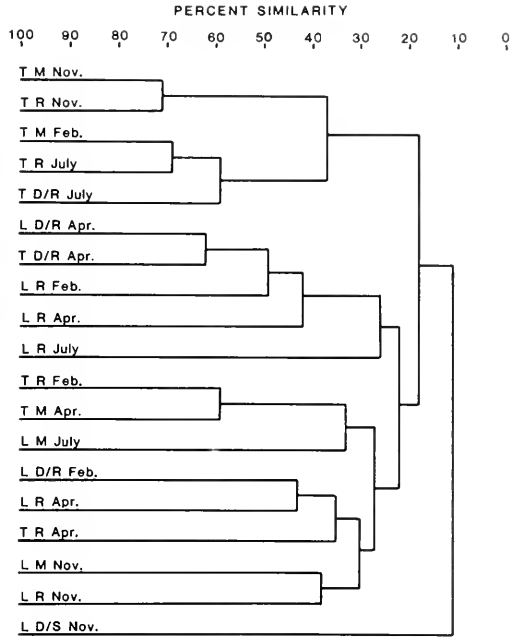 PERCENT SIMILARITY
100 90 80 70 60 50 40 30 20 10 0
T M Nov.
T R Nov.
T M Feb.
T R July
T D/R July
L D/R Apr.
T D/R Apr.
L R Feb.
L R Apr.
L R July
T R Feb.
T M Apr.
L M July
L D/R Feb.
L R Apr.
T R Apr.
L M Nov.
L R Nov.
L D/S Nov.